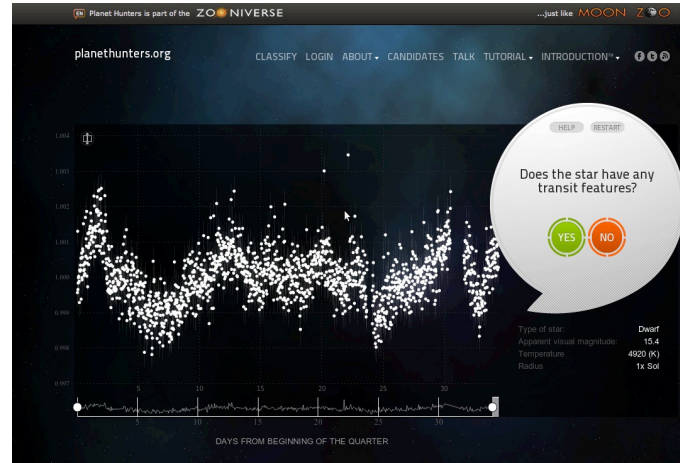 EN Planet Hunters is part of the ZOONIVERSE ...just like MOON ZOO
planethunters.org CLASSIFY LOGIN ABOUT CANDIDATES TALK TUTORIAL INTRODUCTION
HELP RESTART
Does the star have any
transit features?
YES NO
1.004
1.003
1.002
1.001
1.000
0.999
0.998
0.997
5 10 15 20 25 30
Type of star: Dwarf
Apparent visual magnitude: 15.4
Temperature 4920 (K)
Radius 1x Sol
5 10 15 20 25 30
DAYS FROM BEGINNING OF THE QUARTER